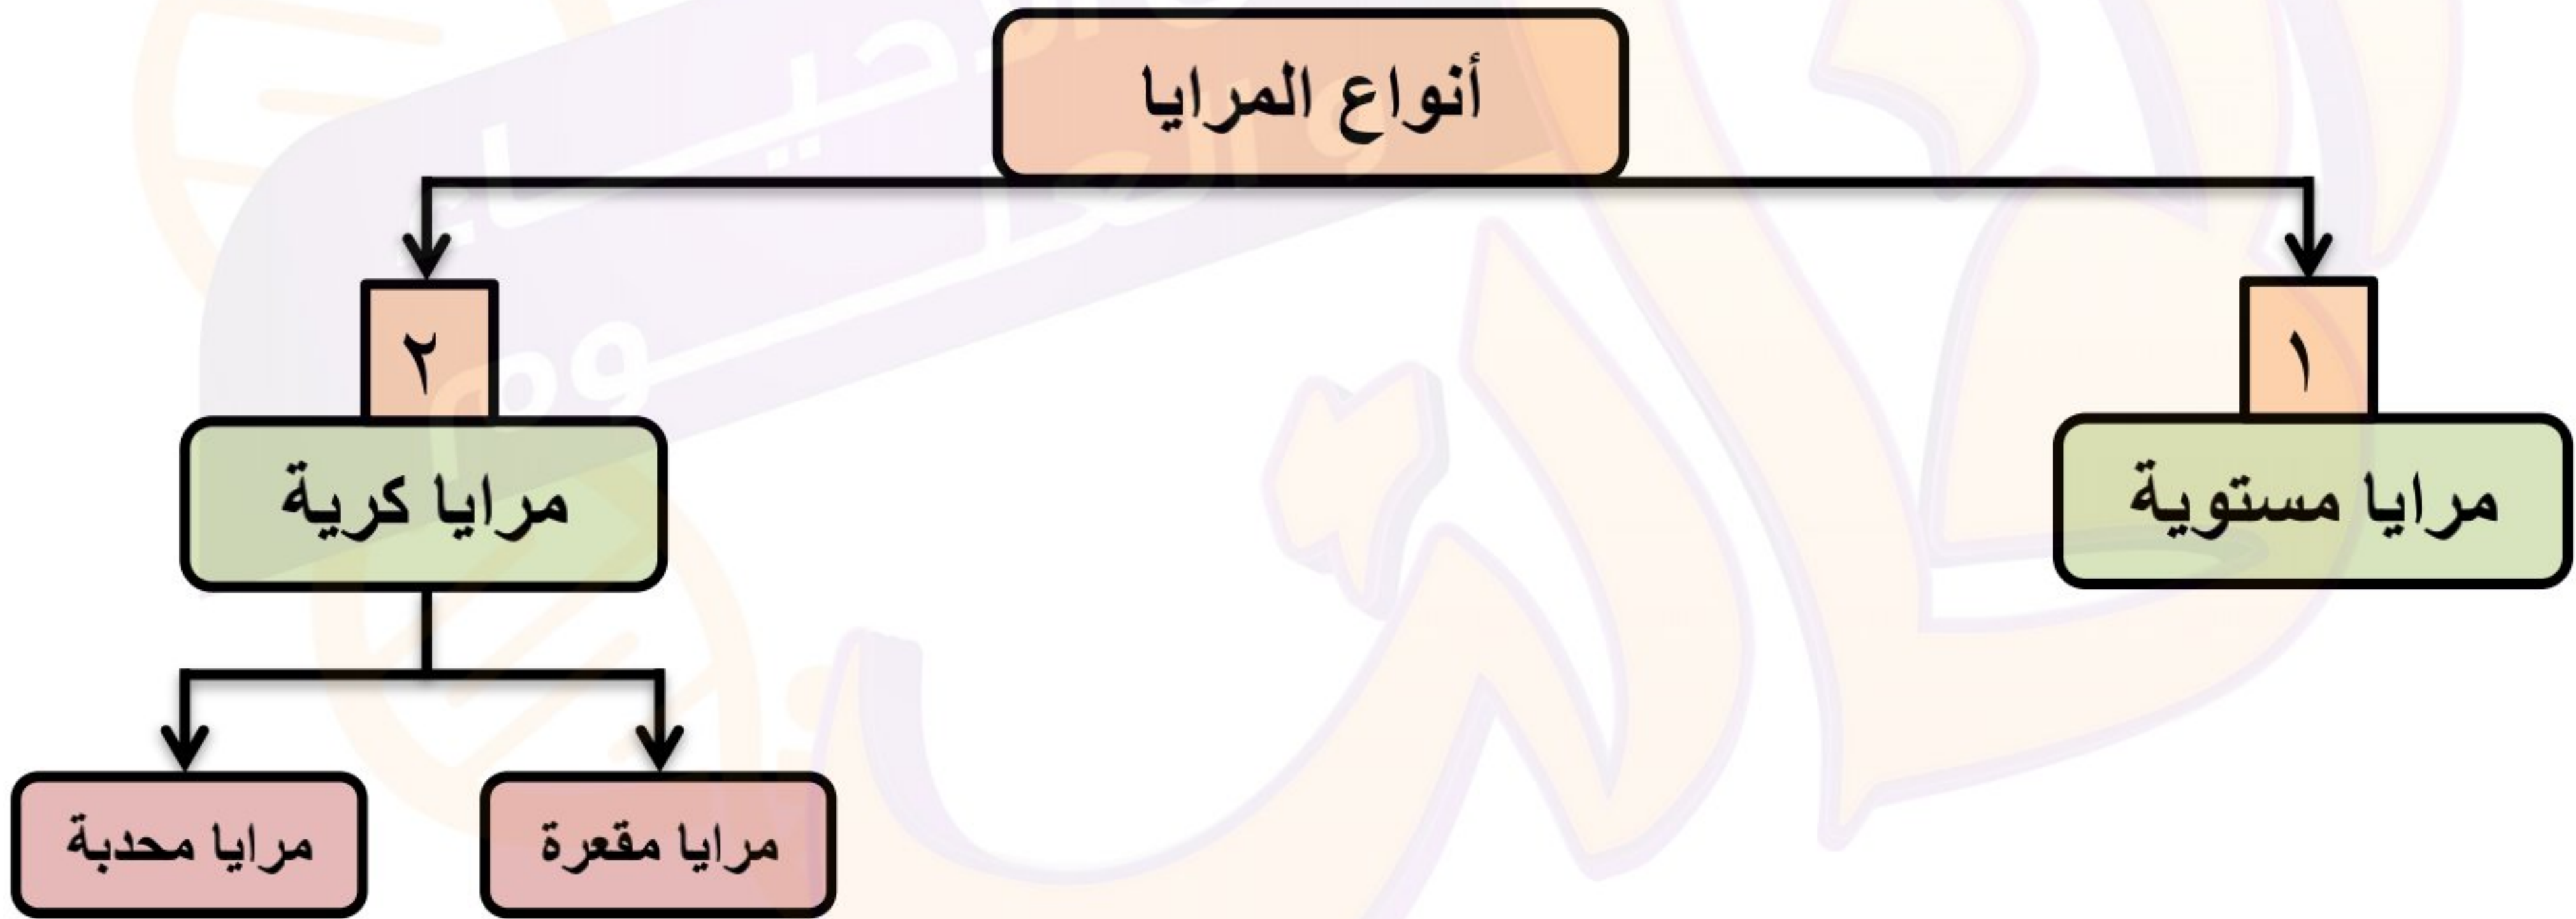 أنواع المرايا
١
مرايا مستوية
٢
مرايا كرية
مرايا مقعرة
مرايا محدبة